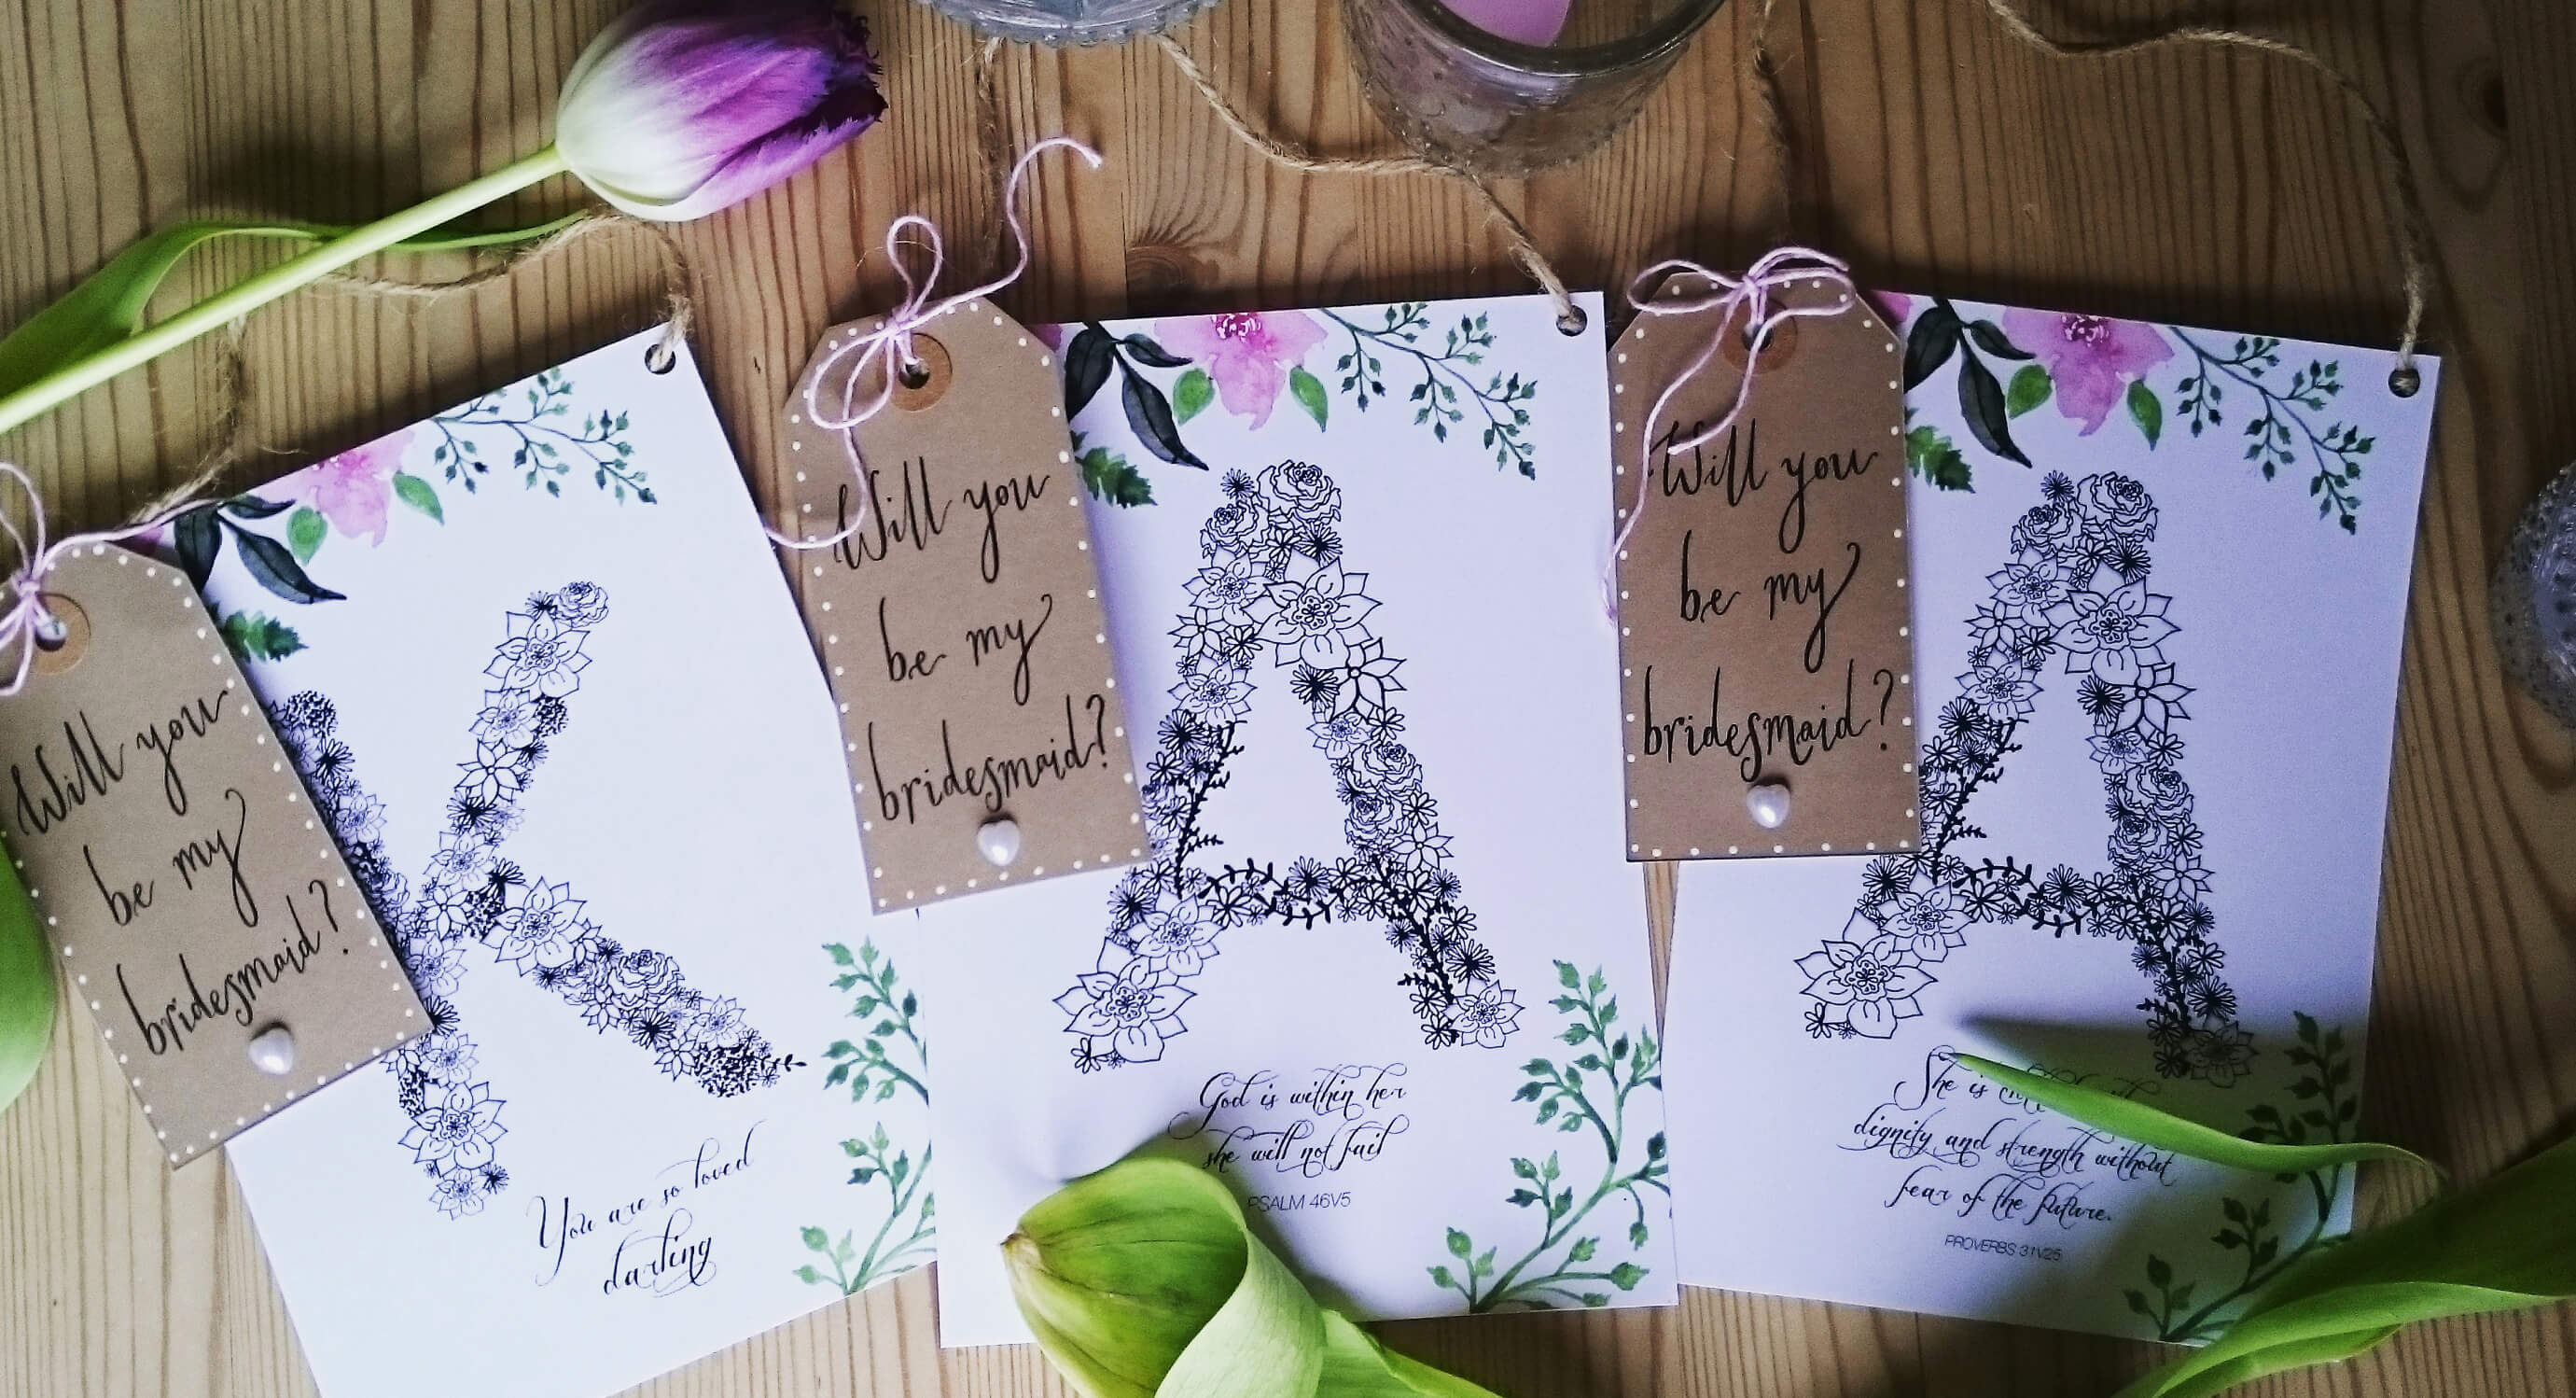 Will you
be my
bridesmaid?
K
You are so loved
darling
Will you
be my
bridesmaid?
A
God is within her
she will not fail
PSALM 46V5
Will you
be my
bridesmaid?
A
She is
dignity and strength without
fear of the future.
PROVERBS 31V25